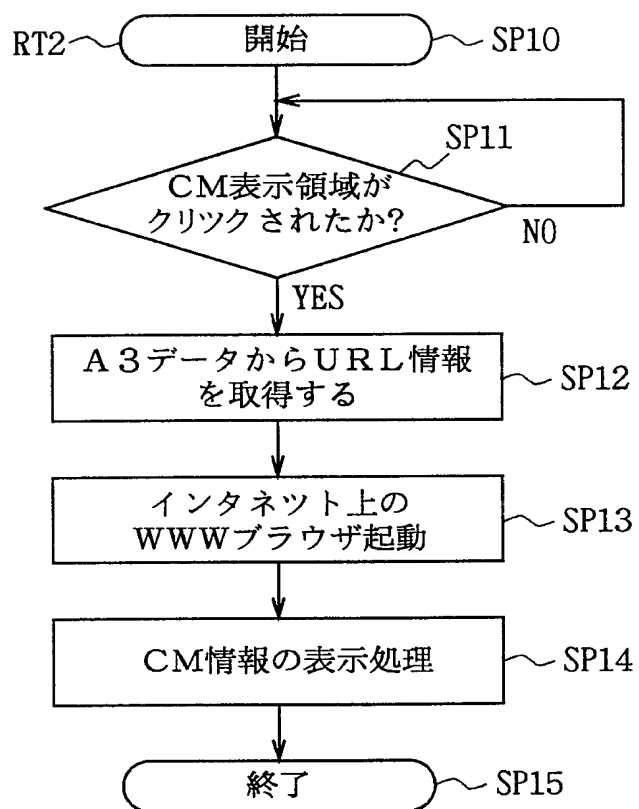 RT2
開始
SP10
SP11
CM表示領域が
クリツクされたか?
NO
YES
A3データからURL情報
を取得する
SP12
インタネツト上の
WWWブラウザ起動
SP13
CM情報の表示処理
SP14
終了
SP15